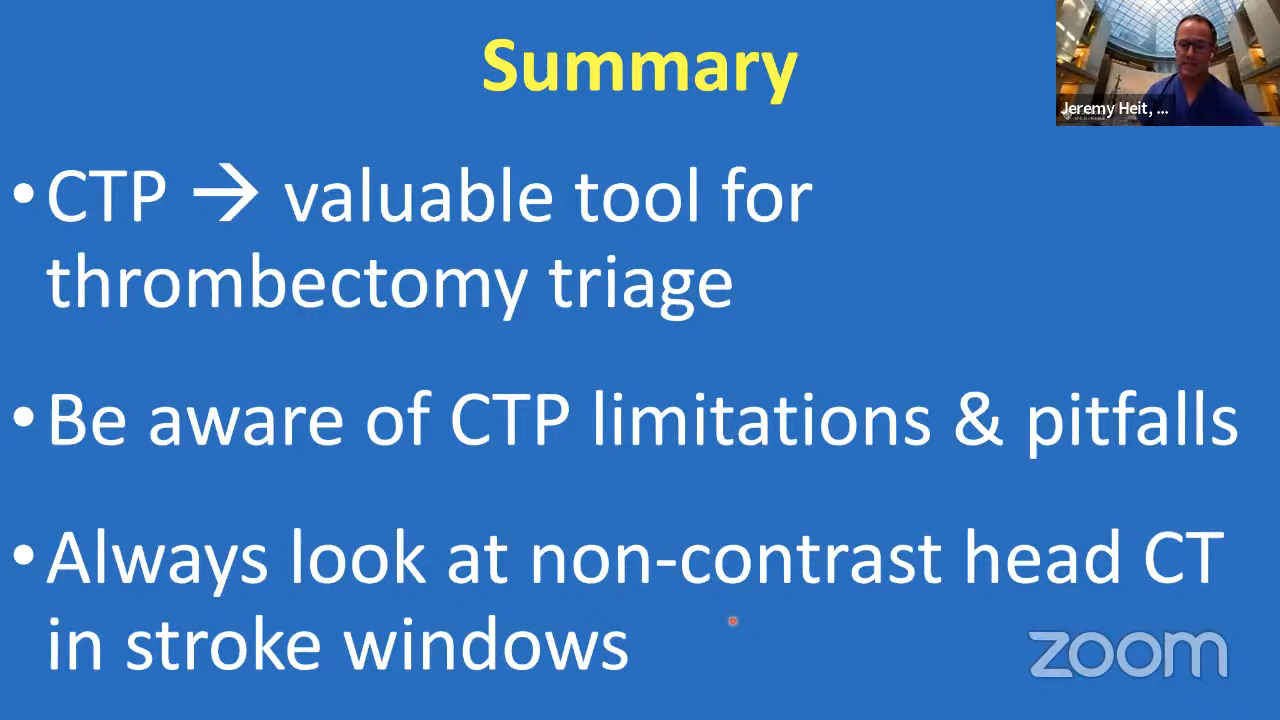 Summary
Jeremy Heit, ...
• CTP → valuable tool for
thrombectomy triage
• Be aware of CTP limitations & pitfalls
• Always look at non-contrast head CT
in stroke windows
zoom